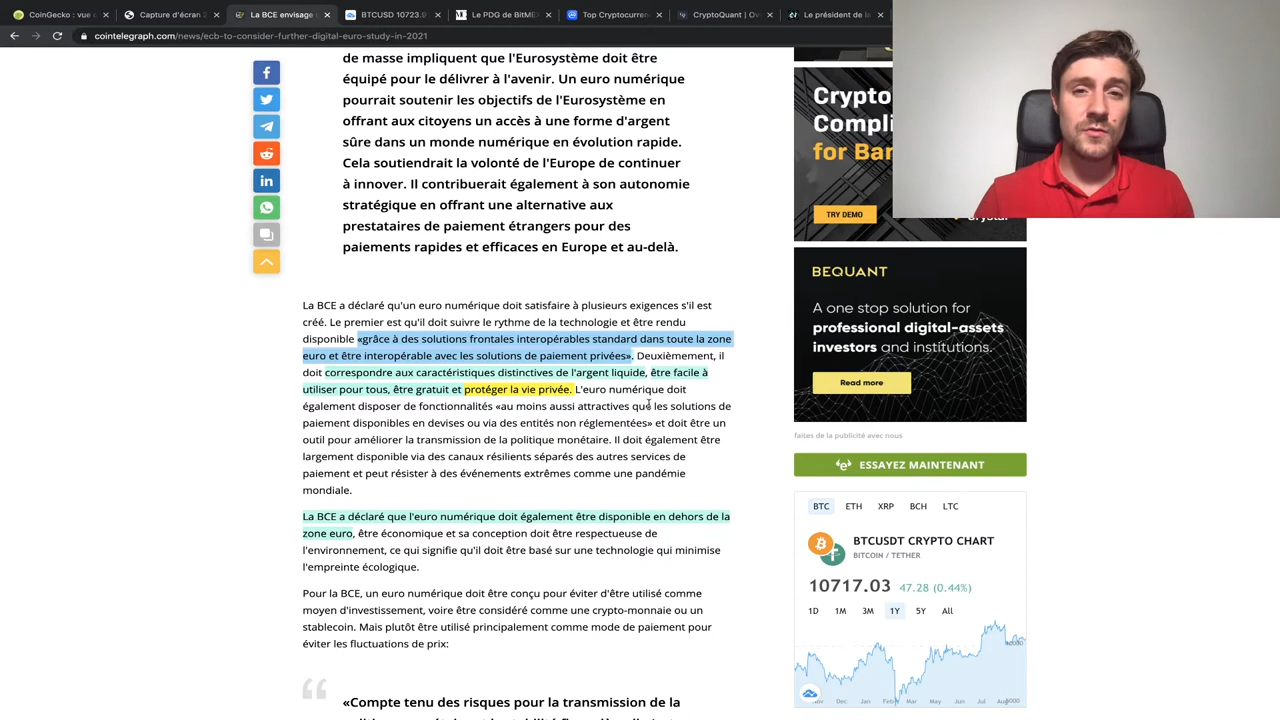 CoinGecko : vue d
Capture d'écran 2
La BCE envisage
BTCUSD 10723.9
Le PDG de BitMEX
Top Cryptocurren
CryptoQuant | Ov
Le président de la
cointelegraph.com/news/ecb-to-consider-further-digital-euro-study-in-2021
de masse impliquent que l'Eurosystème doit être
équipé pour le délivrer à l'avenir. Un euro numérique
pourrait soutenir les objectifs de l'Eurosystème en
offrant aux citoyens un accès à une forme d'argent
sûre dans un monde numérique en évolution rapide.
Cela soutiendrait la volonté de l'Europe de continuer
à innover. Il contribuerait également à son autonomie
stratégique en offrant une alternative aux
prestataires de paiement étrangers pour des
paiements rapides et efficaces en Europe et au-delà.
La BCE a déclaré qu'un euro numérique doit satisfaire à plusieurs exigences s'il est
créé. Le premier est qu'il doit suivre le rythme de la technologie et être rendu
disponible «grâce à des solutions frontales interopérables standard dans toute la zone
euro et être interopérable avec les solutions de paiement privées». Deuxièmement, il
doit correspondre aux caractéristiques distinctives de l'argent liquide, être facile à
utiliser pour tous, être gratuit et protéger la vie privée. L'euro numérique doit
également disposer de fonctionnalités «au moins aussi attractives que les solutions de
paiement disponibles en devises ou via des entités non réglementées» et doit être un
outil pour améliorer la transmission de la politique monétaire. Il doit également être
largement disponible via des canaux résilients séparés des autres services de
paiement et peut résister à des événements extrêmes comme une pandémie
mondiale.
La BCE a déclaré que l'euro numérique doit également être disponible en dehors de la
zone euro, être économique et sa conception doit être respectueuse de
l'environnement, ce qui signifie qu'il doit être basé sur une technologie qui minimise
l'empreinte écologique.
Pour la BCE, un euro numérique doit être conçu pour éviter d'être utilisé comme
moyen d'investissement, voire être considéré comme une crypto-monnaie ou un
stablecoin. Mais plutôt être utilisé principalement comme mode de paiement pour
éviter les fluctuations de prix:
«Compte tenu des risques pour la transmission de la
Crypto
Compli
for Bar
TRY DEMO
Crystal
BEQUANT
A one stop solution for
professional digital-assets
investors and institutions.
Read more
faites de la publicité avec nous
ESSAYEZ MAINTENANT
BTC ETH XRP BCH LTC
BTCUSDT CRYPTO CHART
BITCOIN / TETHER
10717.03 47.28 (0.44%)
1D 1M 3M 1Y 5Y All
Nov Dec Jan Feb Mar May Jun Jul Aug